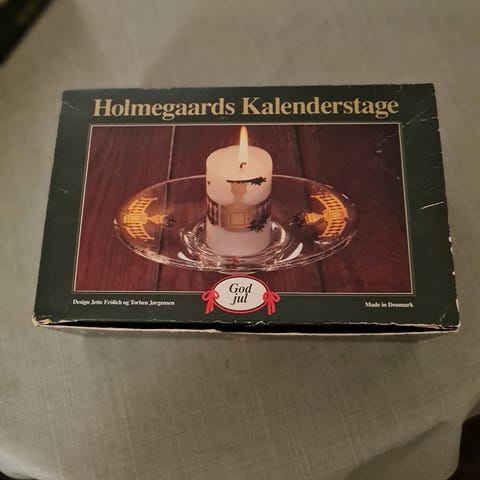 Holmegaards Kalenderstage
God
jul
Design Jette Frölich og Torben Jørgensen
Made in Denmark